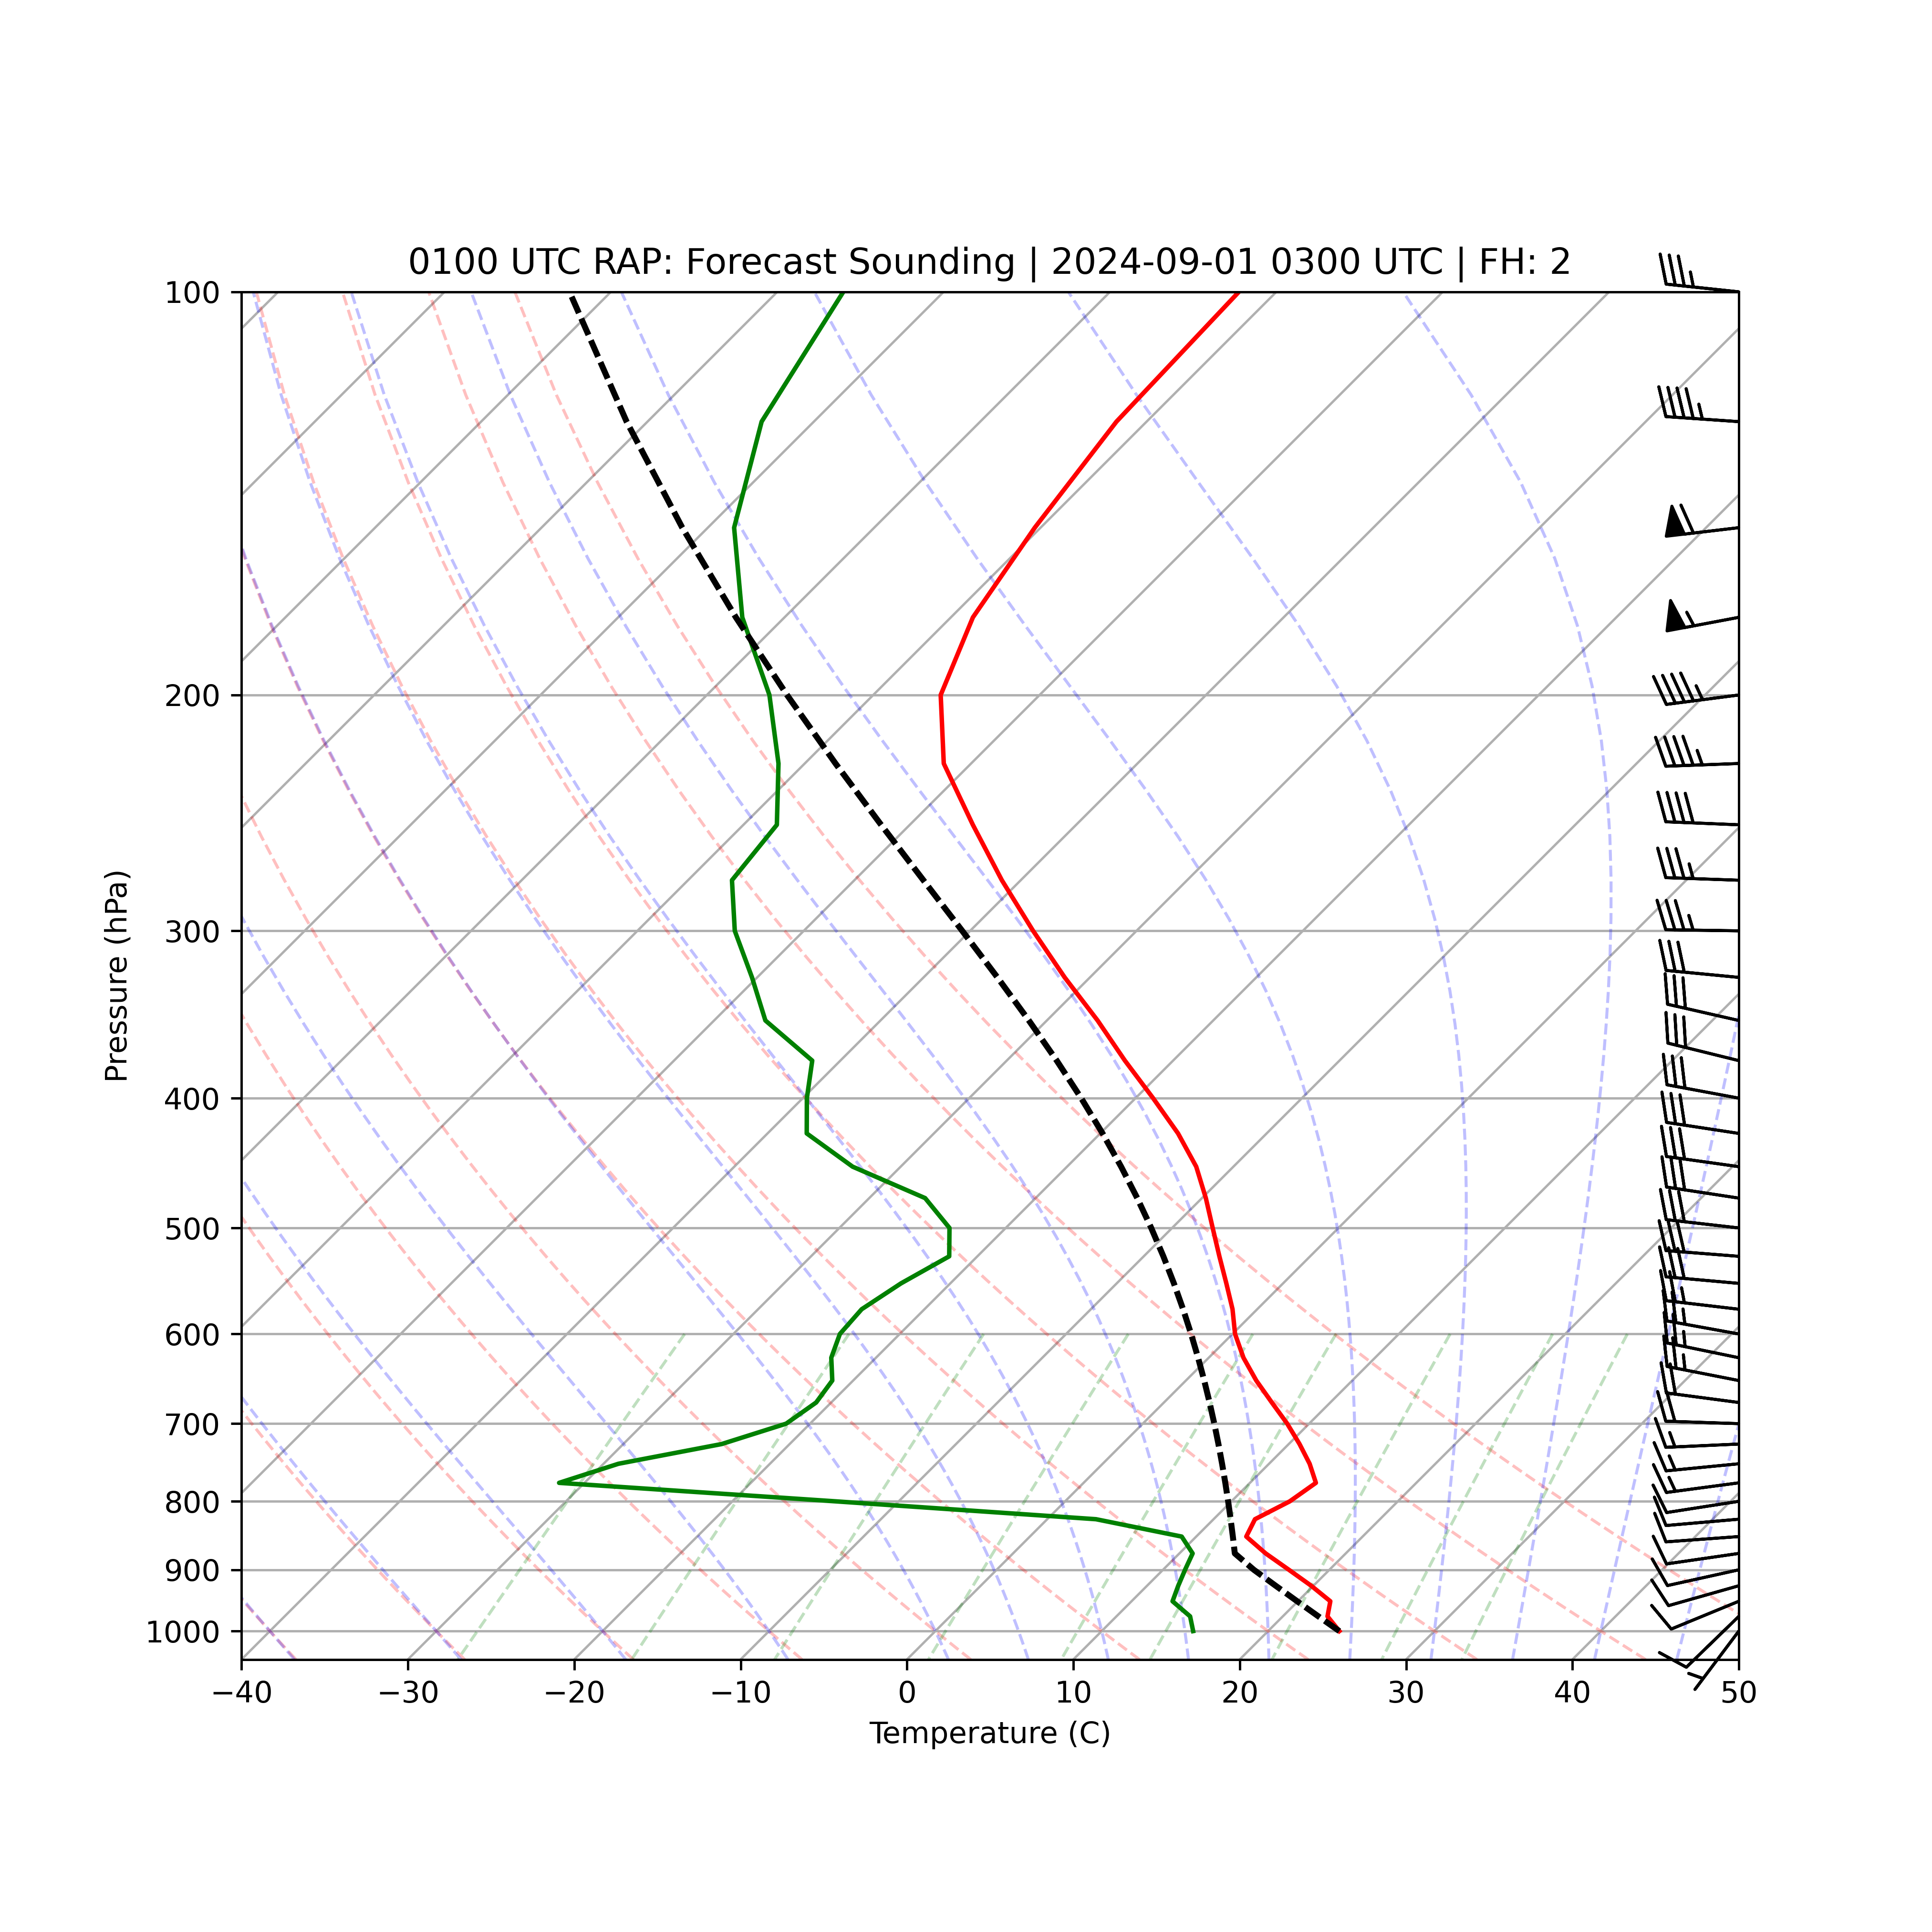 0100 UTC RAP: Forecast Sounding | 2024-09-01 0300 UTC | FH: 2
100
200
300
400
500
600
700
800
900
1000
Pressure (hPa)
−40 −30 −20 −10 0 10 20 30 40 50
Temperature (C)